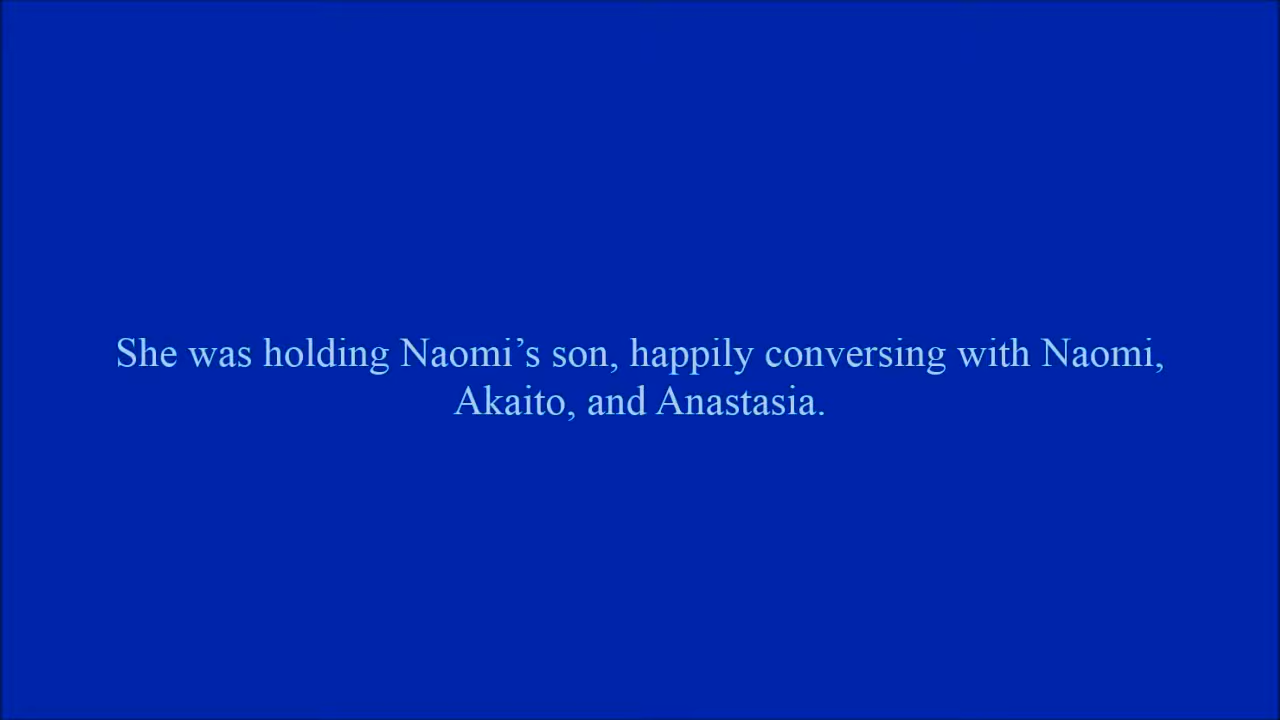 She was holding Naomi’s son, happily conversing with Naomi,
Akaito, and Anastasia.